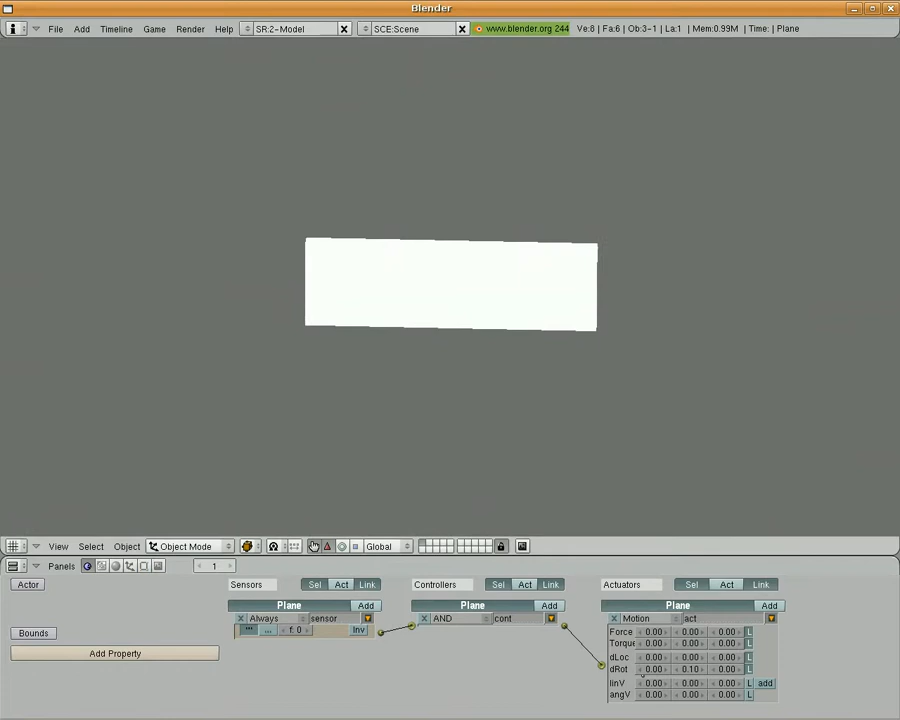 Blender
File Add Timeline Game Render Help SR:2-Model SCE:Scene www.blender.org 244 Ve:8 | Fa:6 | Ob:3-1 | La:1 | Mem:0.99M | Time: | Plane
View Select Object Object Mode Global
Panels 1
Actor Sensors Sel Act Link Controllers Sel Act Link Actuators Sel Act Link
Plane Add Plane Add Plane Add
Always sensor AND cont Motion act
f: 0 Inv
Force 0.00 0.00 0.00 L
Bounds
Torque 0.00 0.00 0.00 L
Add Property
dLoc 0.00 0.00 0.00 L
dRot 0.00 0.10 0.00 L
linV 0.00 0.00 0.00 L add
angV 0.00 0.00 0.00 L